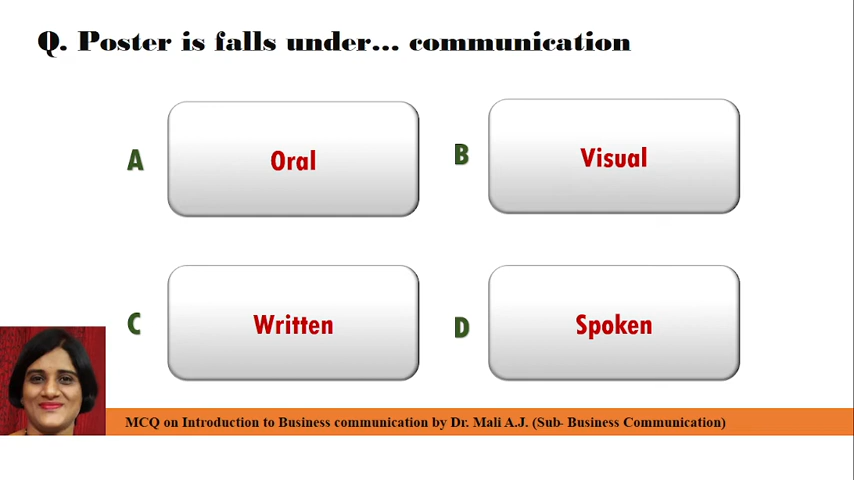 Q. Poster is falls under... communication
A
Oral
B
Visual
C
Written
D
Spoken
MCQ on Introduction to Business communication by Dr. Mali A.J. (Sub- Business Communication)